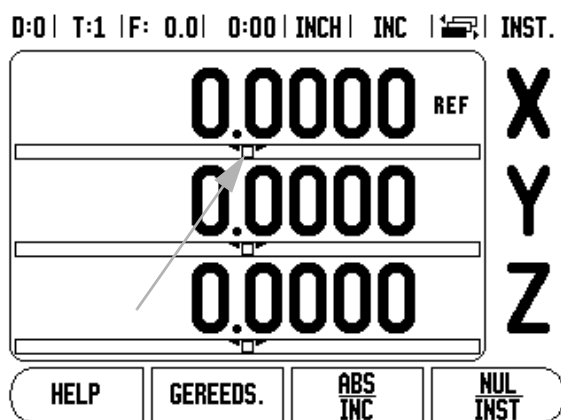 D:0 | T:1 | F: 0.0 | 0:00 | INCH | INC | | INST.
0.0000 REF X
0.0000 Y
0.0000 Z
HELP GEREEDS. ABS INC NUL INST